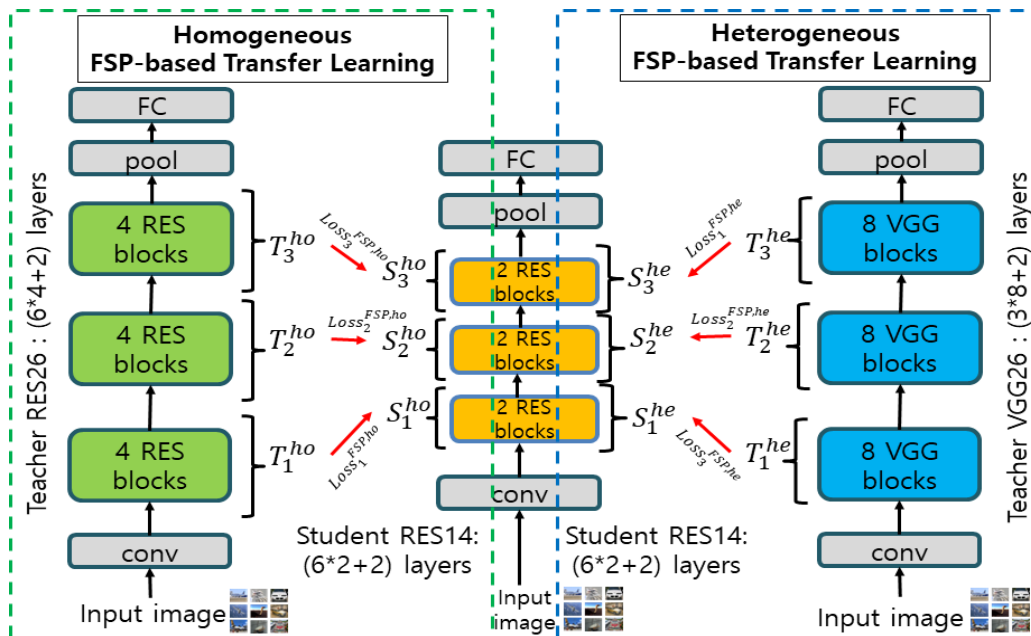 Homogeneous
FSP-based Transfer Learning
FC
pool
4 RES
blocks
4 RES
blocks
4 RES
blocks
conv
Input image
Teacher RES26 : (6*4+2) layers
T_3^{ho}
T_2^{ho}
T_1^{ho}
Loss_3^{FSP,ho}
Loss_2^{FSP,ho}
Loss_1^{FSP,ho}
S_3^{ho}
S_2^{ho}
S_1^{ho}
FC
pool
2 RES
blocks
2 RES
blocks
2 RES
blocks
conv
Input
image
Student RES14:
(6*2+2) layers
Student RES14:
(6*2+2) layers
S_3^{he}
S_2^{he}
S_1^{he}
Loss_1^{FSP,he}
Loss_2^{FSP,he}
Loss_3^{FSP,he}
T_3^{he}
T_2^{he}
T_1^{he}
Heterogeneous
FSP-based Transfer Learning
FC
pool
8 VGG
blocks
8 VGG
blocks
8 VGG
blocks
conv
Input image
Teacher VGG26 : (3*8+2) layers